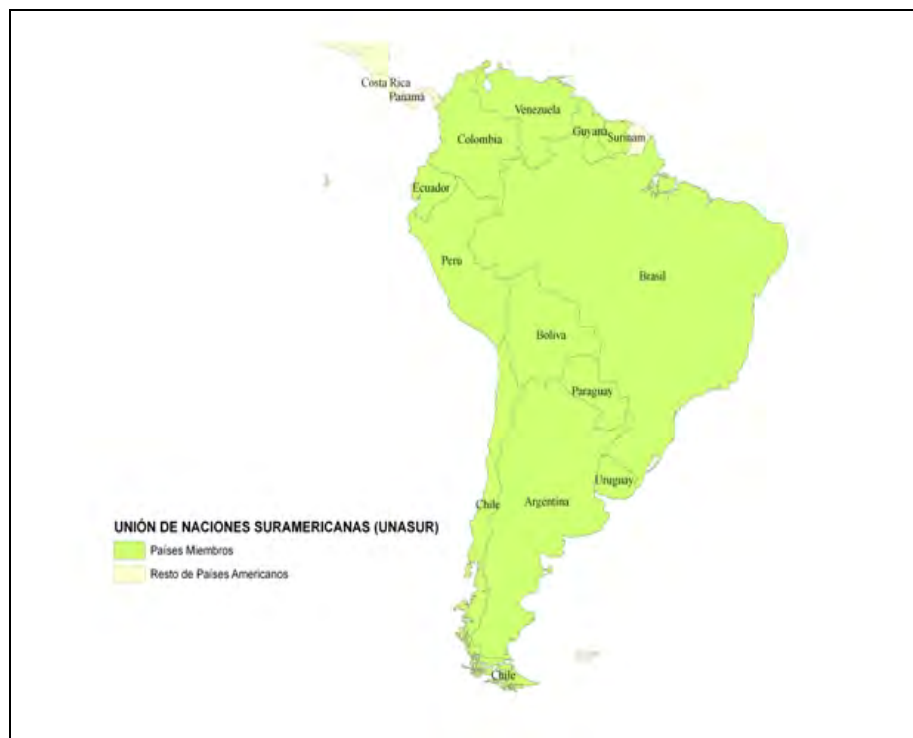 Costa Rica
Panamá
Venezuela
Guyana
Surinam
Colombia
Ecuador
Perú
Brasil
Boliva
Paraguay
Uruguay
Chile
Argentina
UNIÓN DE NACIONES SURAMERICANAS (UNASUR)
Países Miembros
Resto de Países Americanos
Chile